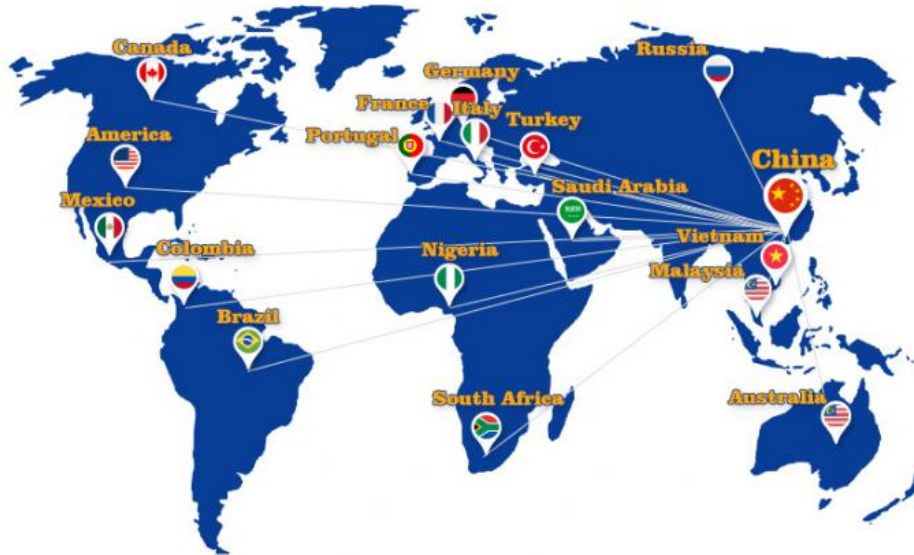 Canada
Russia
Germany
France
Italy
America
Portugal
Turkey
China
Mexico
Saudi Arabia
Colombia
Nigeria
Vietnam
Malaysia
Brazil
South Africa
Australia